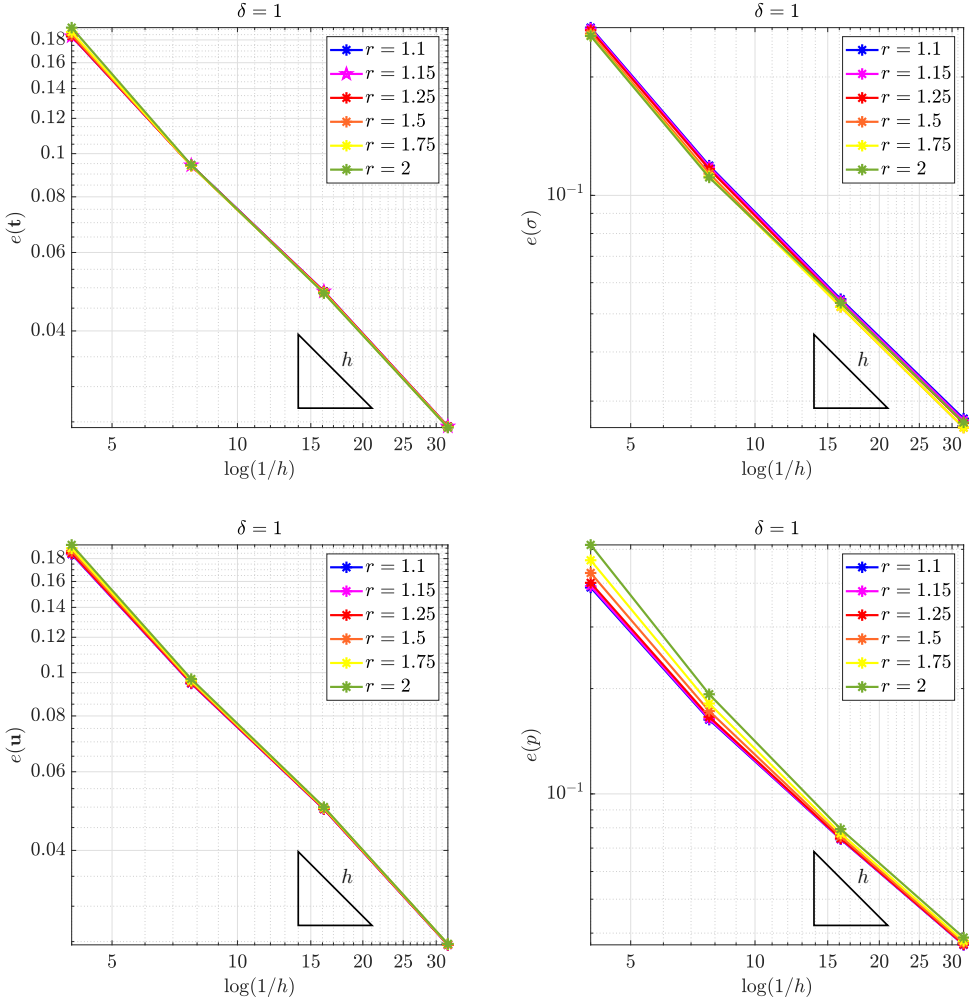 δ = 1
0.18
0.16
0.14
0.12
0.1
0.08
0.06
0.04
e(t)
r = 1.1
r = 1.15
r = 1.25
r = 1.5
r = 1.75
r = 2
h
5 10 15 20 25 30
log(1/h)
δ = 1
10⁻¹
e(σ)
r = 1.1
r = 1.15
r = 1.25
r = 1.5
r = 1.75
r = 2
h
5 10 15 20 25 30
log(1/h)
δ = 1
0.18
0.16
0.14
0.12
0.1
0.08
0.06
0.04
e(u)
r = 1.1
r = 1.15
r = 1.25
r = 1.5
r = 1.75
r = 2
h
5 10 15 20 25 30
log(1/h)
δ = 1
10⁻¹
e(p)
r = 1.1
r = 1.15
r = 1.25
r = 1.5
r = 1.75
r = 2
h
5 10 15 20 25 30
log(1/h)